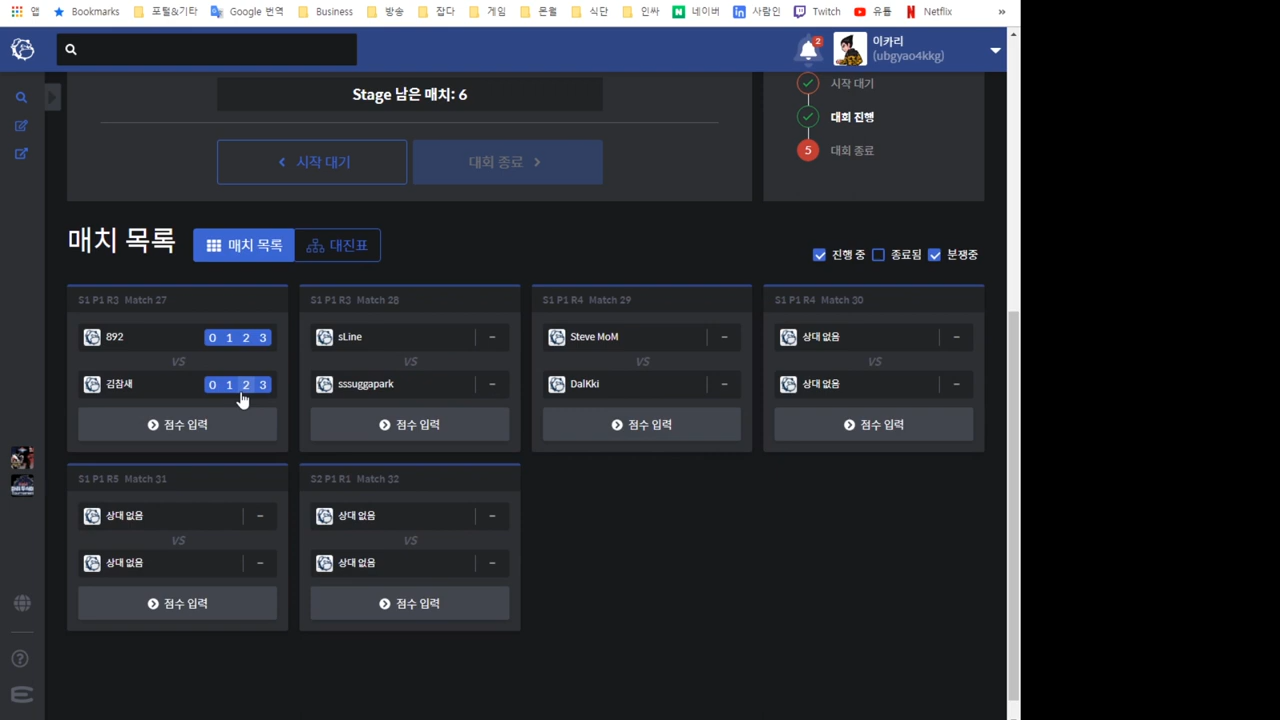 앱 Bookmarks 포털&기타 Google 번역 Business 방송 잡다 게임 몬월 식단 인싸 네이버 사람인 Twitch 유튭 Netflix »
2 이카리
(ubgyao4kkg)
Stage 남은 매치: 6
시작 대기
대회 진행
5 대회 종료
시작 대기 대회 종료
매치 목록 매치 목록 대진표
진행 중 종료됨 분쟁중
S1 P1 R3 Match 27
892 0 1 2 3
VS
김참새 0 1 2 3
점수 입력
S1 P1 R3 Match 28
sLine –
VS
sssuggapark –
점수 입력
S1 P1 R4 Match 29
Steve MoM –
VS
DalKki –
점수 입력
S1 P1 R4 Match 30
상대 없음 –
VS
상대 없음 –
점수 입력
S1 P1 R5 Match 31
상대 없음 –
VS
상대 없음 –
점수 입력
S2 P1 R1 Match 32
상대 없음 –
VS
상대 없음 –
점수 입력